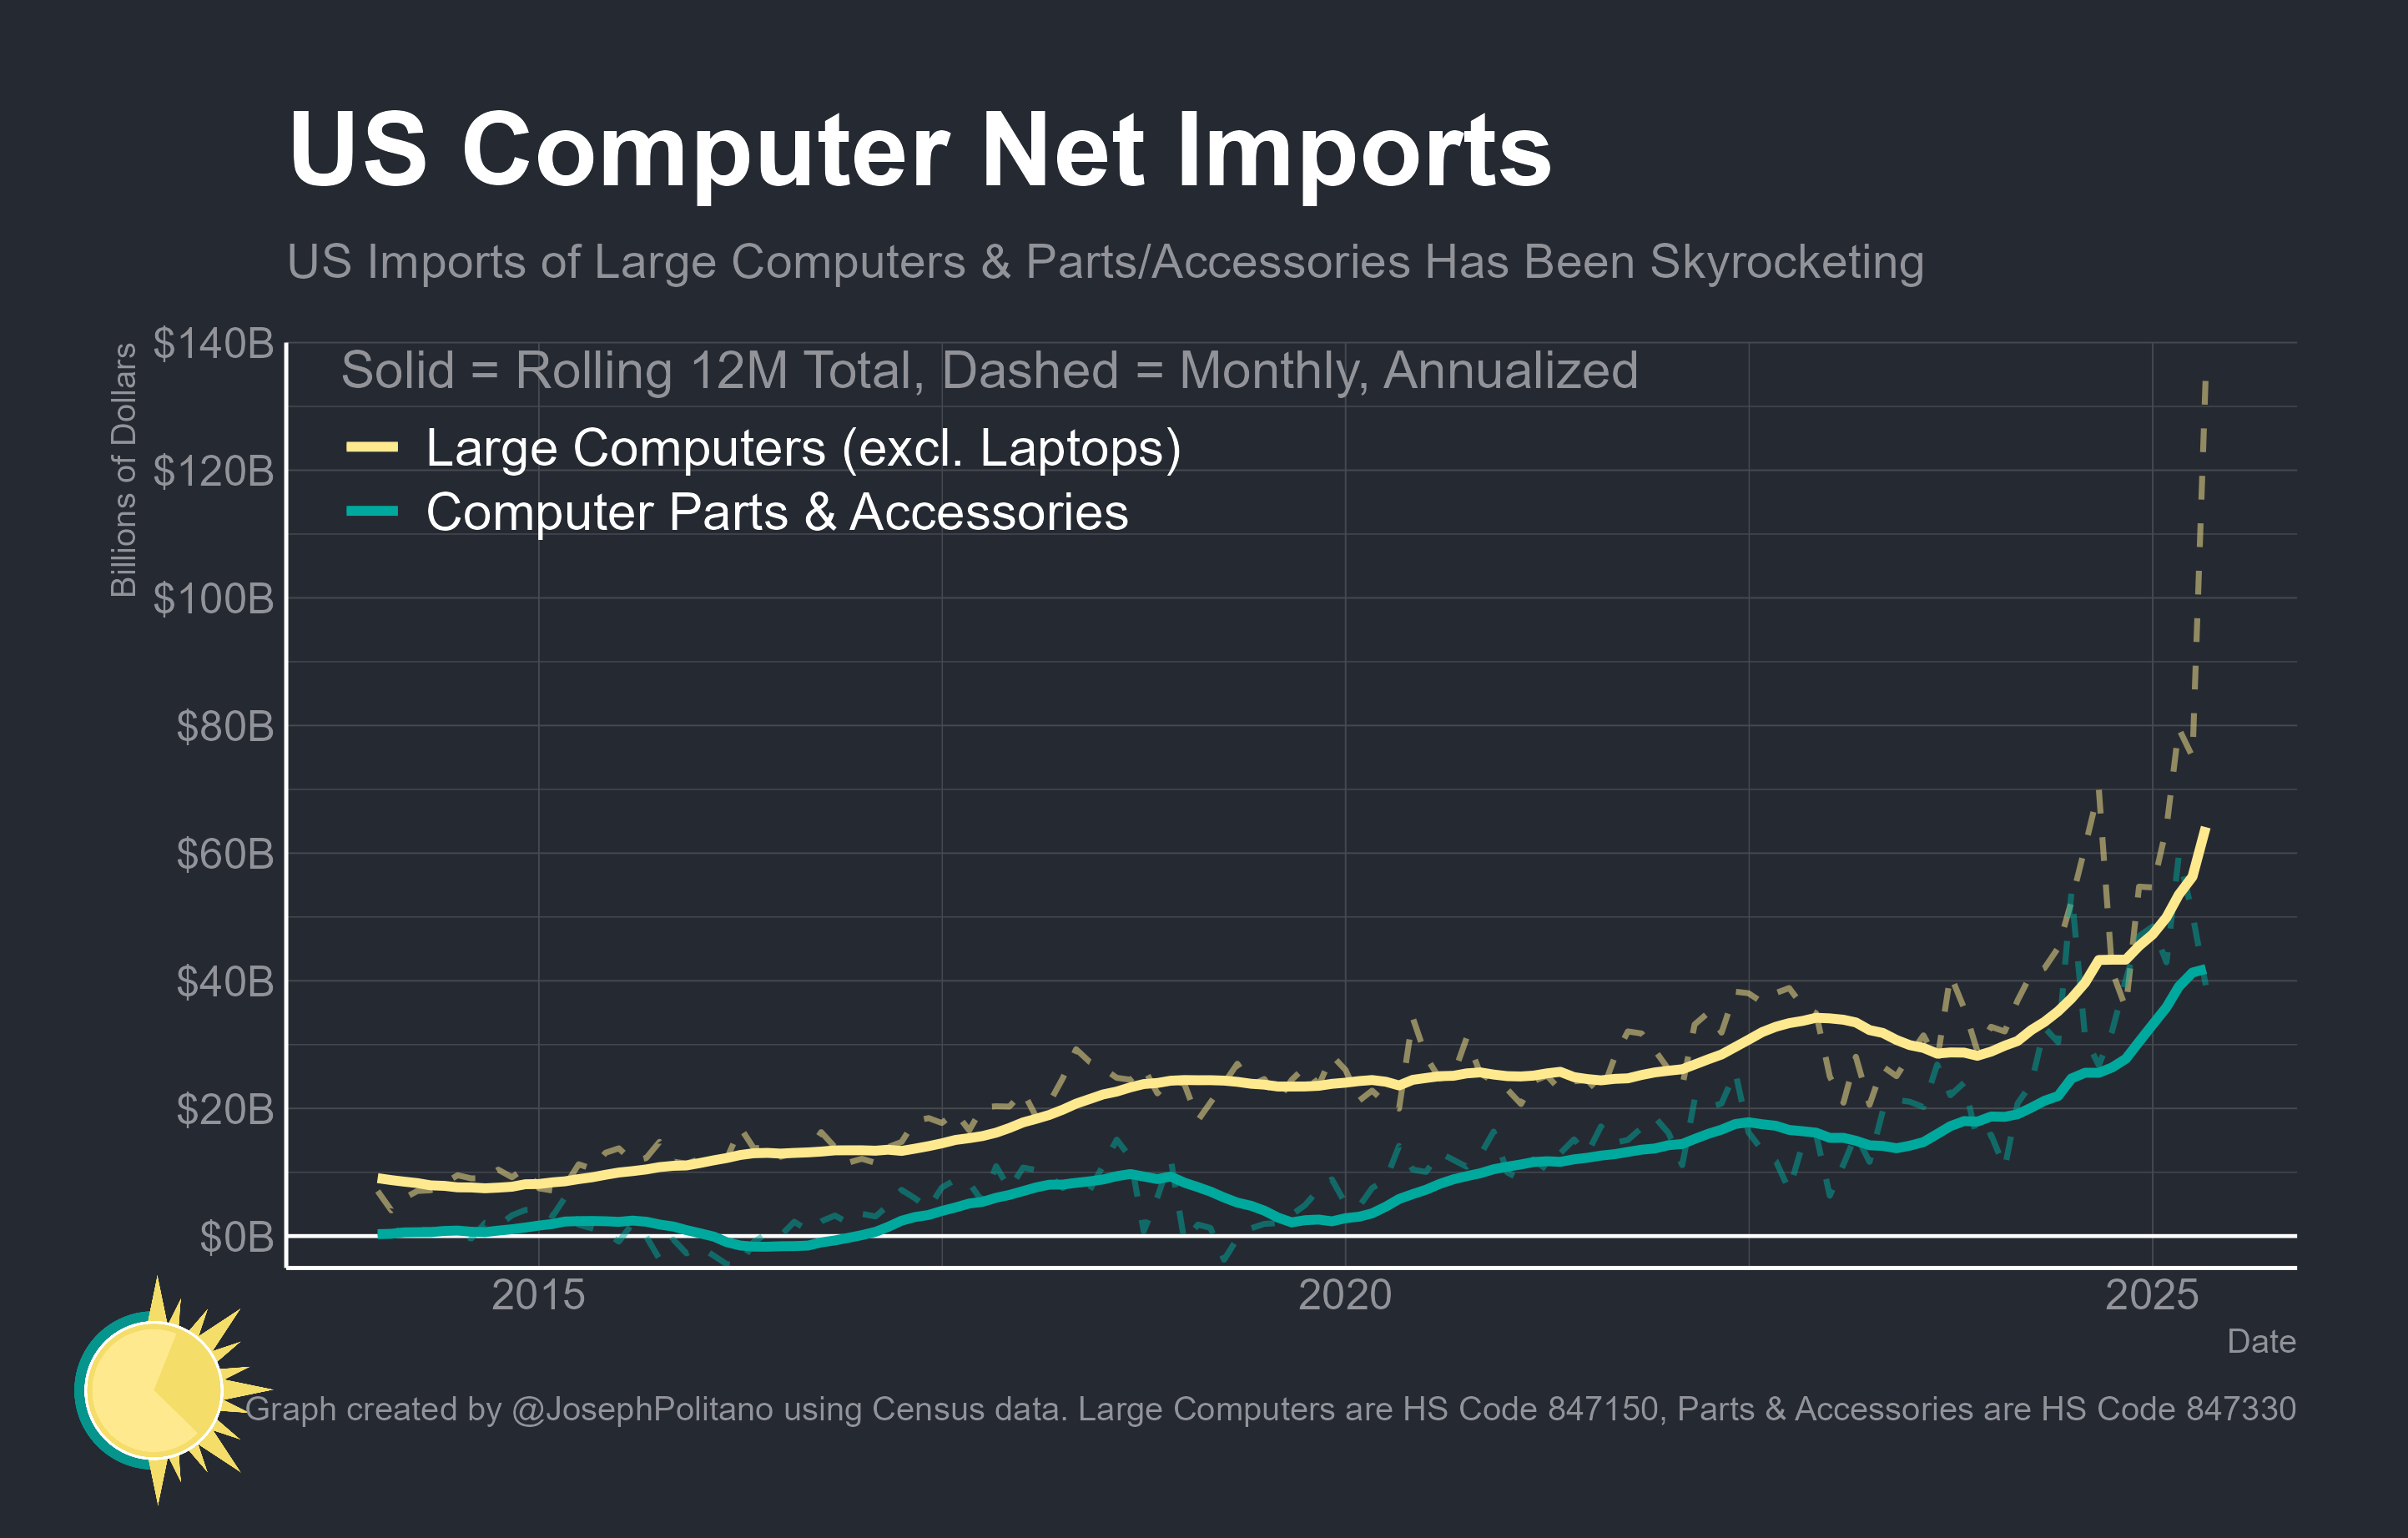 US Computer Net Imports
US Imports of Large Computers & Parts/Accessories Has Been Skyrocketing
Billions of Dollars
$140B
$120B
$100B
$80B
$60B
$40B
$20B
$0B
Solid = Rolling 12M Total, Dashed = Monthly, Annualized
Large Computers (excl. Laptops)
Computer Parts & Accessories
2015 2020 2025
Date
Graph created by @JosephPolitano using Census data. Large Computers are HS Code 847150, Parts & Accessories are HS Code 847330